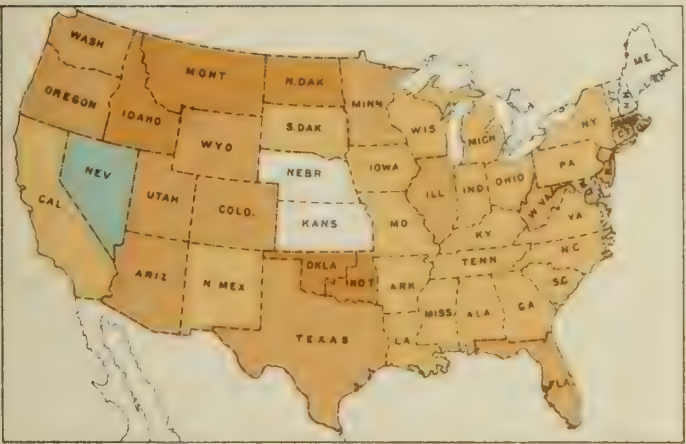 WASH
MONT
N.DAK
MINN
ME
OREGON
IDAHO
S.DAK
WIS
MICH
NY
WYO
NEBR
IOWA
PA
NEV
UTAH
COLO.
KANS
MO
ILL
IND
OHIO
W VA
VA
CAL
KY
ARIZ
N MEX
OKLA
IND T
ARK
TENN
N C
S.C
TEXAS
LA
MISS
ALA
GA
FLA.